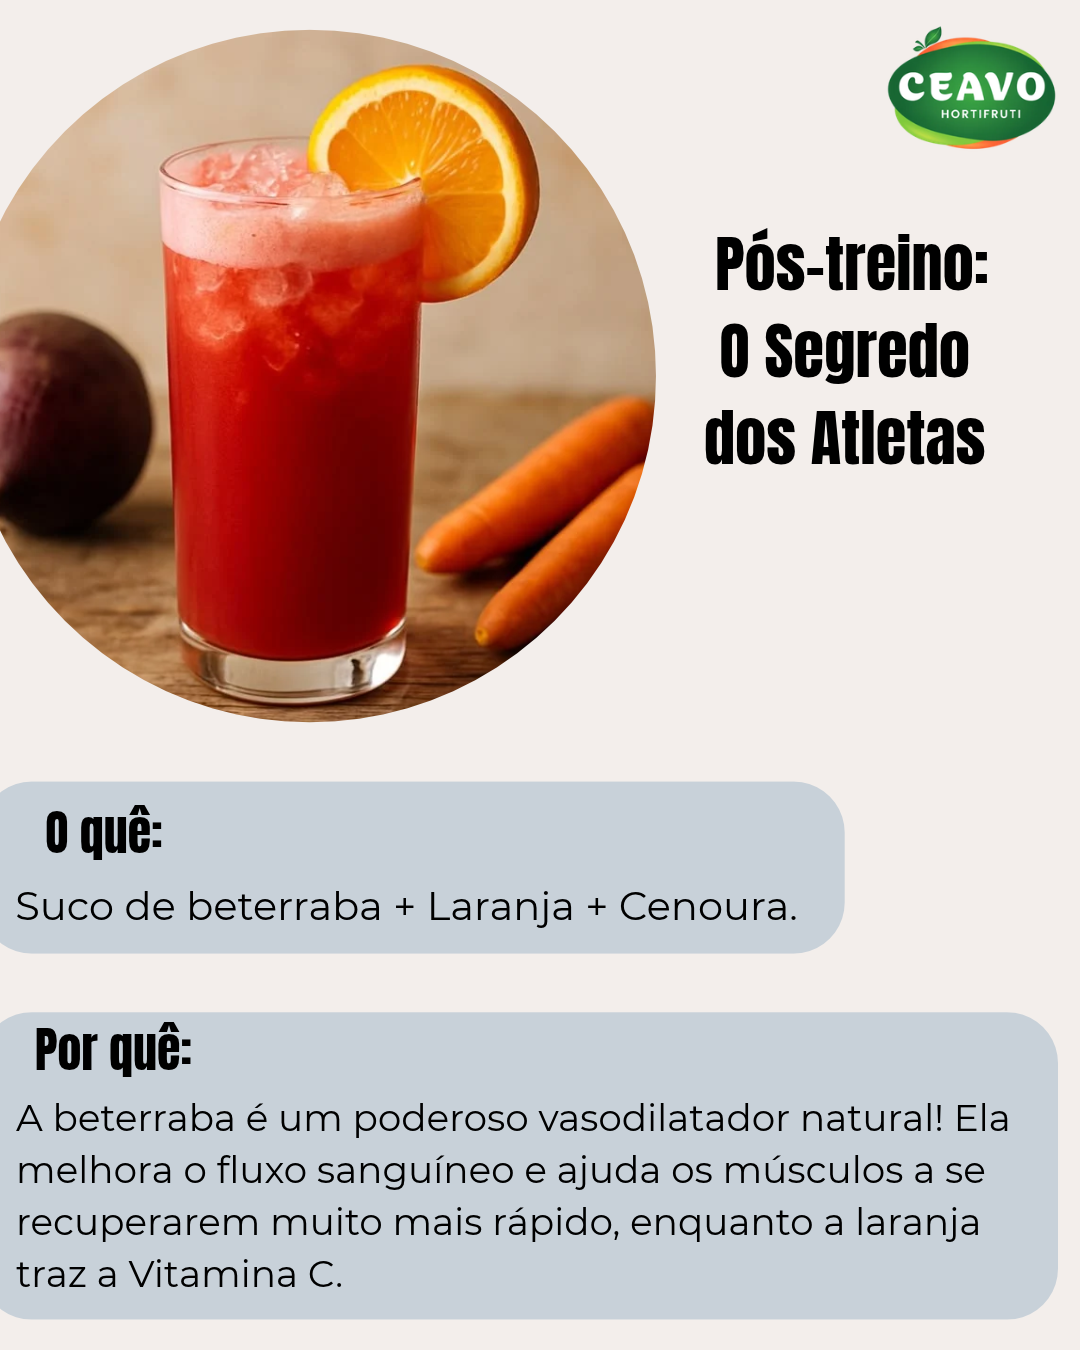 CEAVO
HORTIFRUTI
Pós-treino:
O Segredo
dos Atletas
O quê:
Suco de beterraba + Laranja + Cenoura.
Por quê:
A beterraba é um poderoso vasodilatador natural! Ela
melhora o fluxo sanguíneo e ajuda os músculos a se
recuperarem muito mais rápido, enquanto a laranja
traz a Vitamina C.